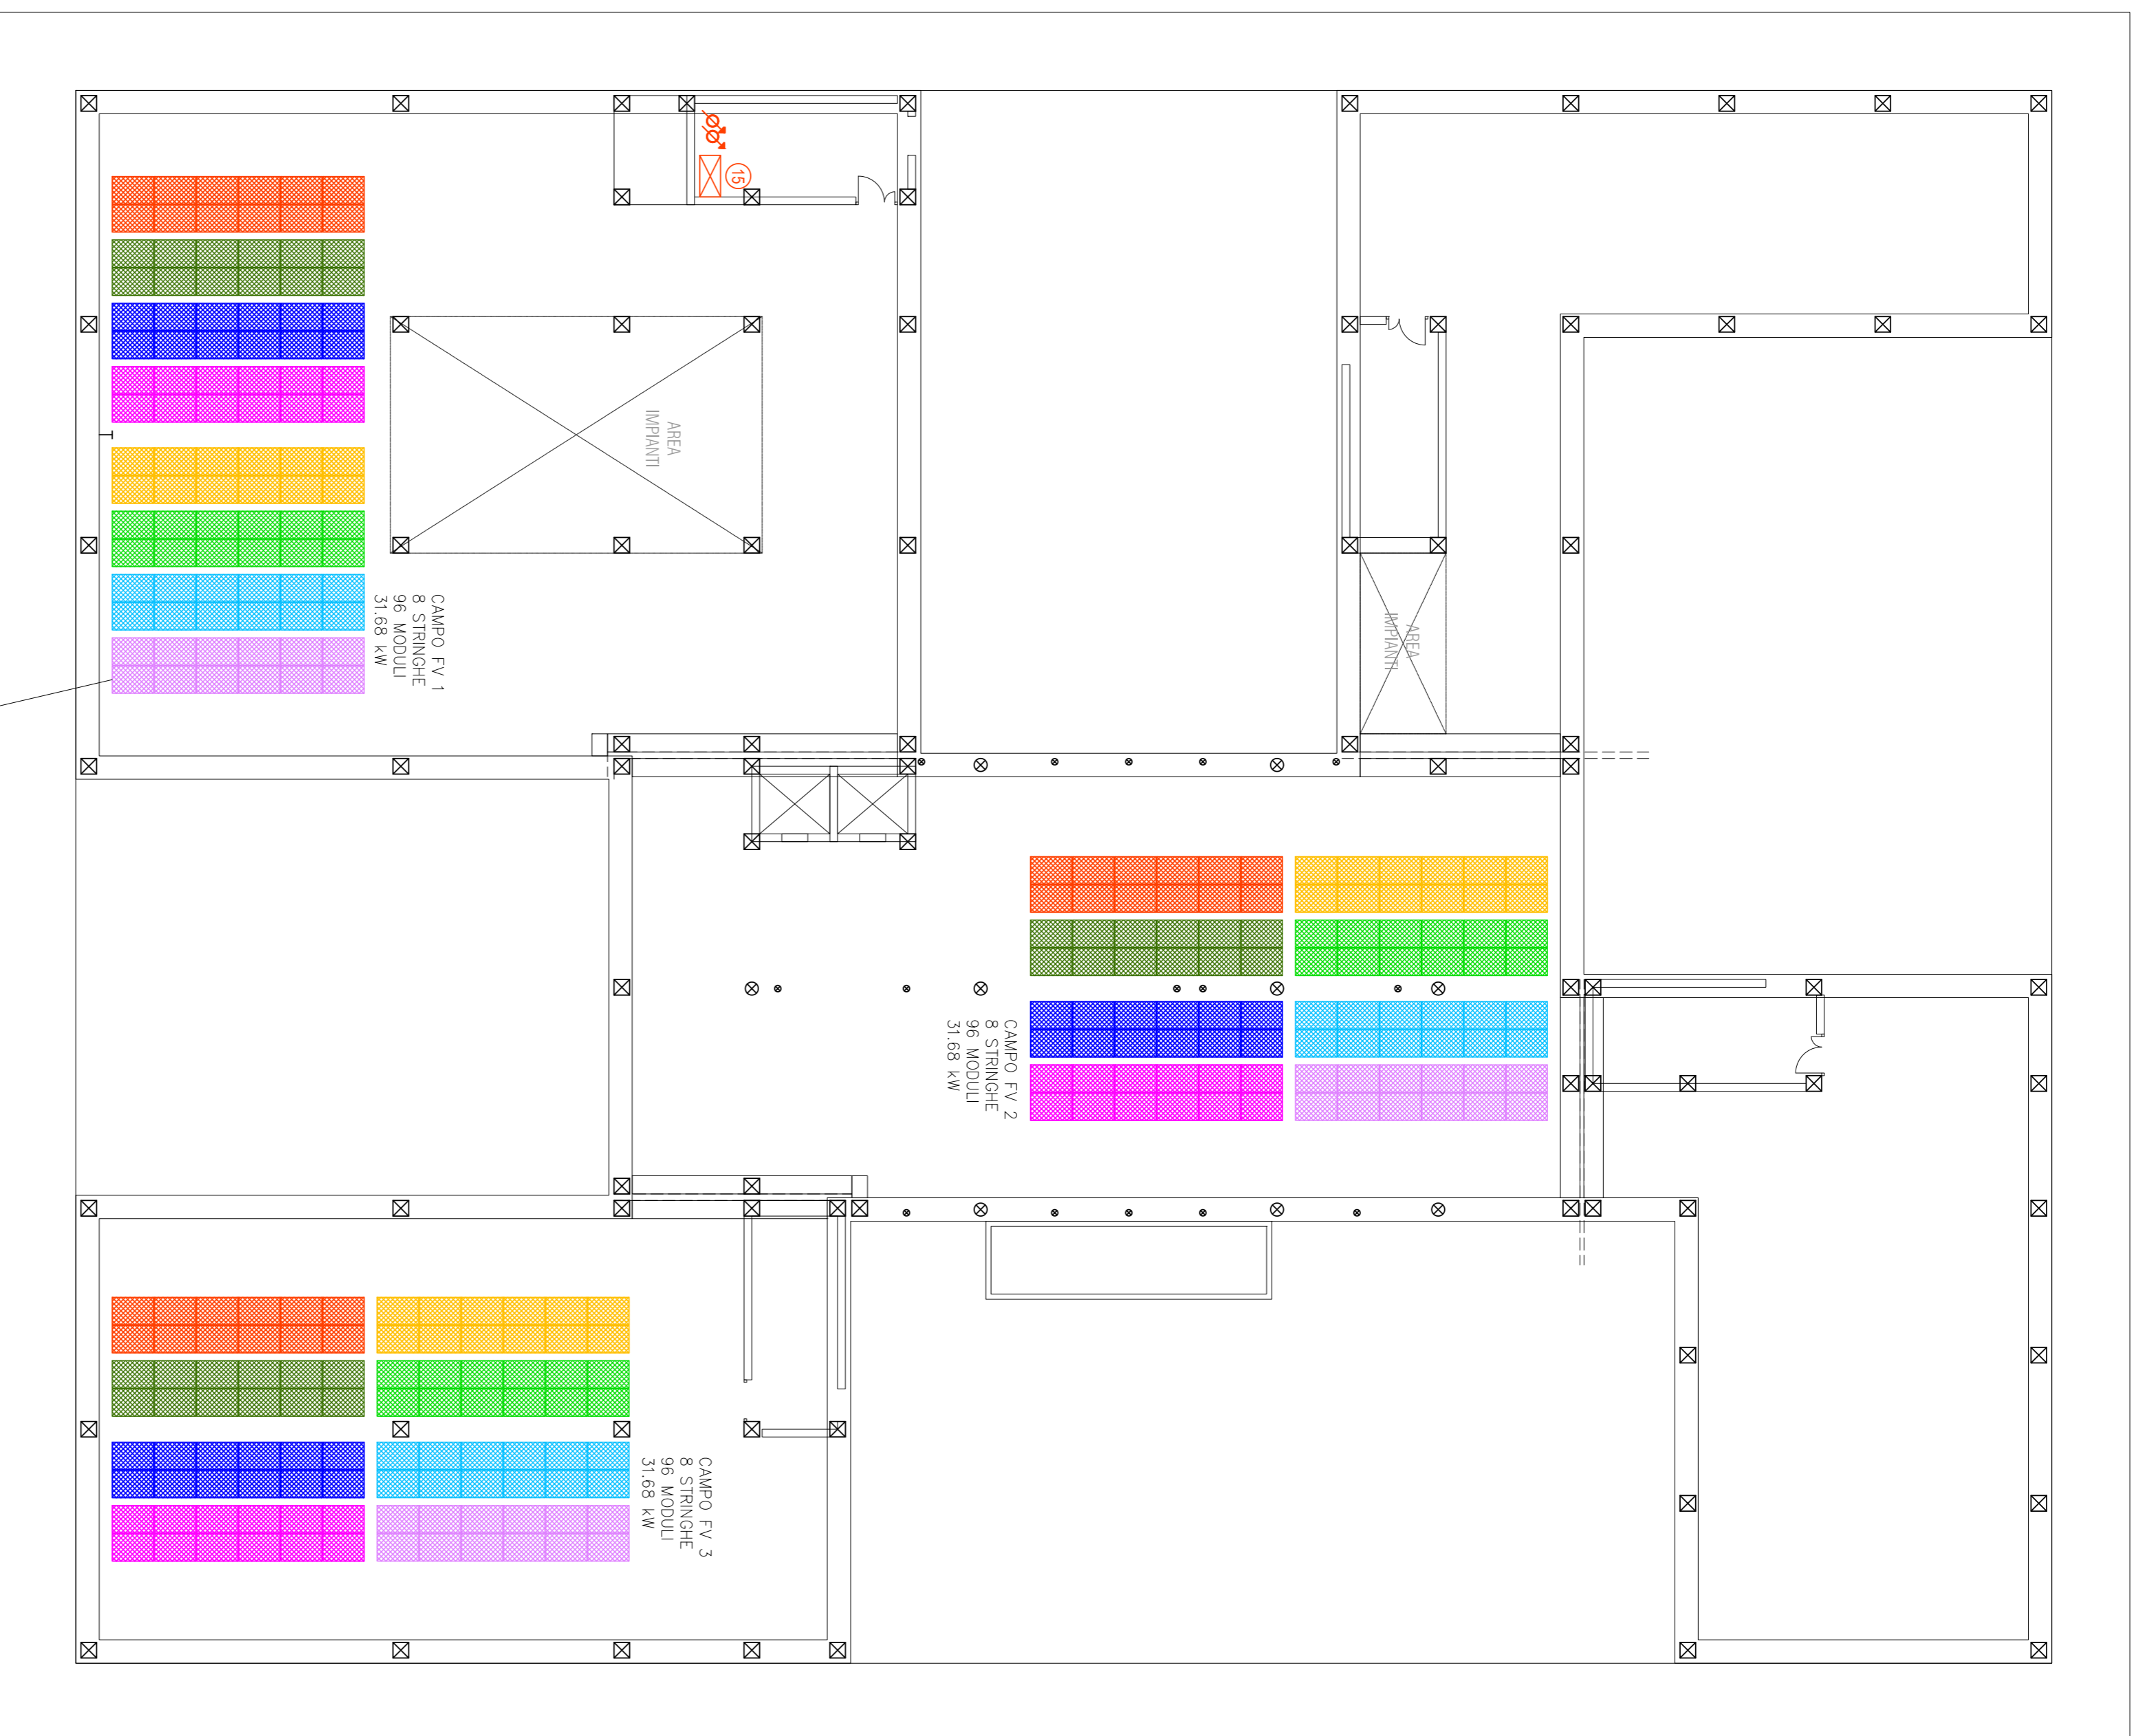 15
AREA
IMPIANTI
CAMPO FV 1
8 STRINGHE
96 MODULI
31.68 kW
AREA
IMPIANTI
CAMPO FV 2
8 STRINGHE
96 MODULI
31.68 kW
CAMPO FV 3
8 STRINGHE
96 MODULI
31.68 kW